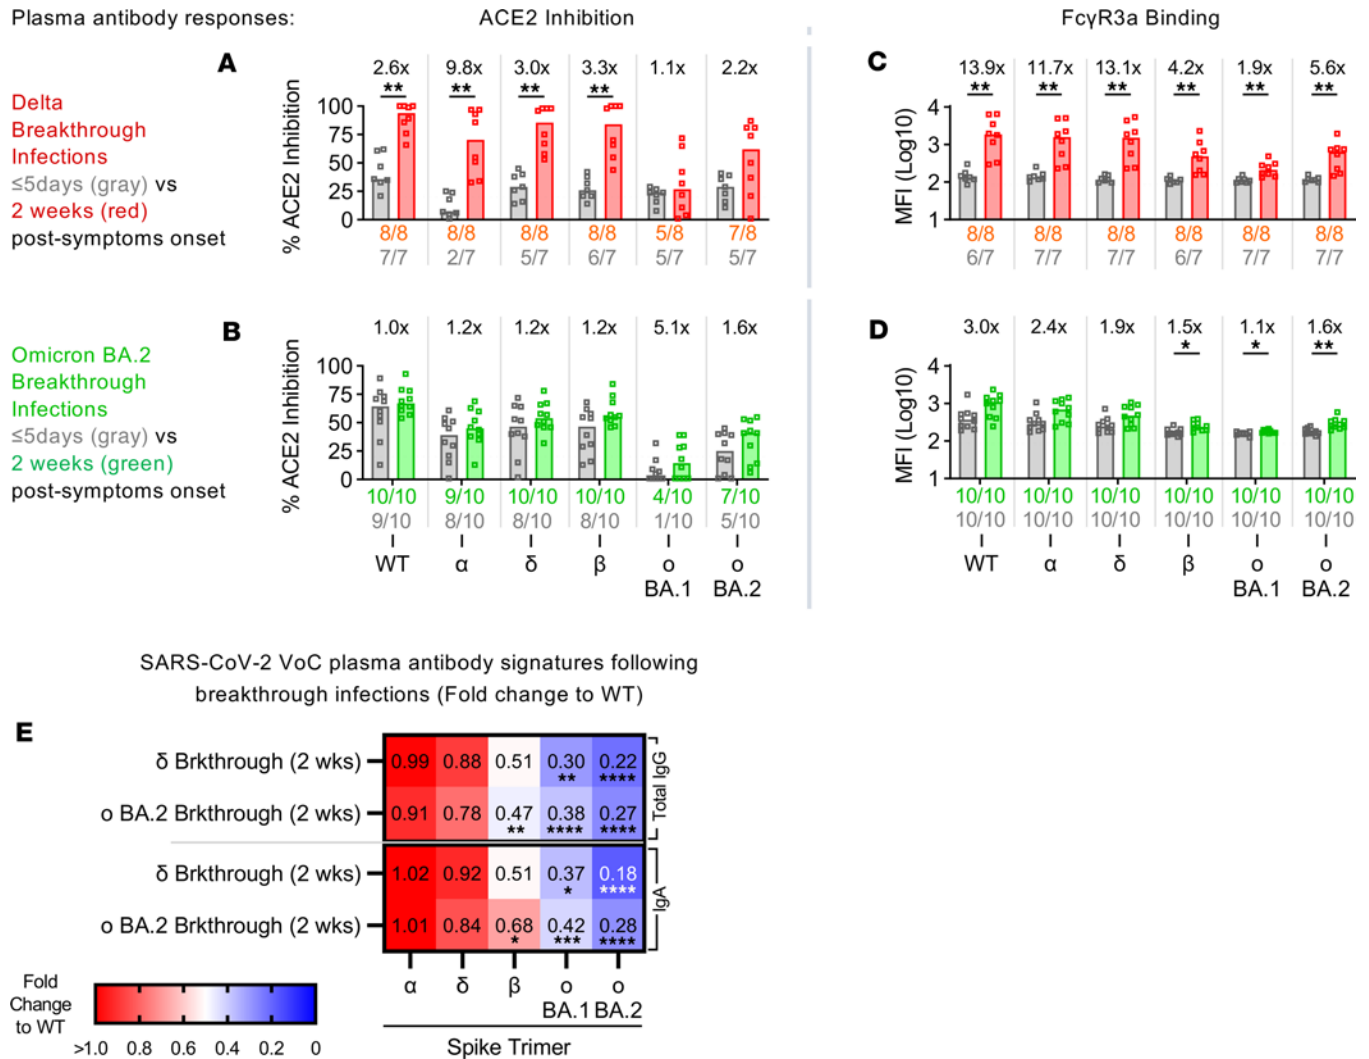 Plasma antibody responses:
ACE2 Inhibition
FcγR3a Binding
Delta
Breakthrough
Infections
≤5days (gray) vs
2 weeks (red)
post-symptoms onset
A
2.6x 9.8x 3.0x 3.3x 1.1x 2.2x
** ** ** **
% ACE2 Inhibition
100
75
50
25
0
8/8 8/8 8/8 8/8 5/8 7/8
7/7 2/7 5/7 6/7 5/7 5/7
C
13.9x 11.7x 13.1x 4.2x 1.9x 5.6x
** ** ** ** ** **
MFI (Log10)
4
3
2
1
8/8 8/8 8/8 8/8 8/8 8/8
6/7 7/7 7/7 6/7 7/7 7/7
Omicron BA.2
Breakthrough
Infections
≤5days (gray) vs
2 weeks (green)
post-symptoms onset
B
1.0x 1.2x 1.2x 1.2x 5.1x 1.6x
% ACE2 Inhibition
100
75
50
25
0
10/10 9/10 10/10 10/10 4/10 7/10
9/10 8/10 8/10 8/10 1/10 5/10
WT α δ β o o
BA.1 BA.2
D
3.0x 2.4x 1.9x 1.5x 1.1x 1.6x
* * **
MFI (Log10)
4
3
2
1
10/10 10/10 10/10 10/10 10/10 10/10
10/10 10/10 10/10 10/10 10/10 10/10
WT α δ β o o
BA.1 BA.2
SARS-CoV-2 VoC plasma antibody signatures following
breakthrough infections (Fold change to WT)
E
δ Brkthrough (2 wks) 0.99 0.88 0.51 0.30 0.22
** ****
o BA.2 Brkthrough (2 wks) 0.91 0.78 0.47 0.38 0.27
** **** ****
Total IgG
δ Brkthrough (2 wks) 1.02 0.92 0.51 0.37 0.18
* ****
o BA.2 Brkthrough (2 wks) 1.01 0.84 0.68 0.42 0.28
* *** ****
IgA
α δ β o o
BA.1 BA.2
Spike Trimer
Fold
Change
to WT
>1.0 0.8 0.6 0.4 0.2 0